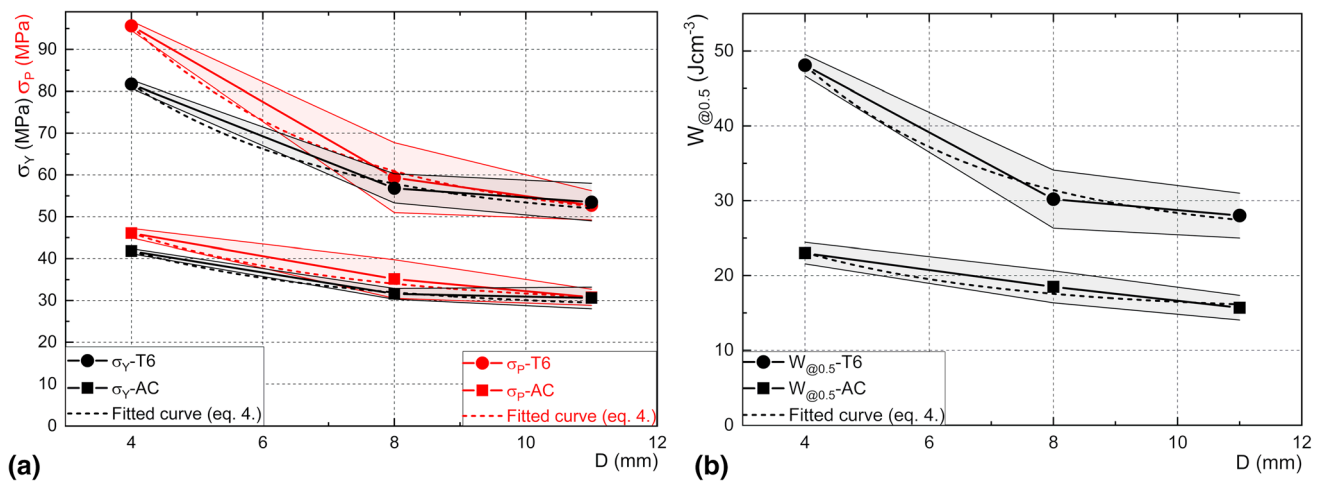 σY (MPa) σP (MPa)
90
80
70
60
50
40
30
20
10
0
σY-T6
σY-AC
Fitted curve (eq. 4.)
σP-T6
σP-AC
Fitted curve (eq. 4.)
4 6 8 10 12
D (mm)
(a)
W@0.5 (Jcm-3)
50
40
30
20
10
0
W@0.5-T6
W@0.5-AC
Fitted curve (eq. 4.)
4 6 8 10 12
D (mm)
(b)